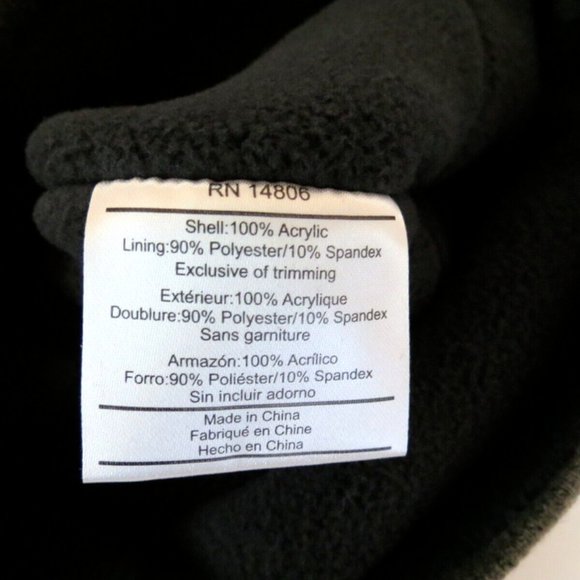 RN 14806
Shell:100% Acrylic
Lining:90% Polyester/10% Spandex
Exclusive of trimming
Extérieur:100% Acrylique
Doublure:90% Polyester/10% Spandex
Sans garniture
Armazón:100% Acrílico
Forro:90% Poliéster/10% Spandex
Sin incluir adorno
Made in China
Fabriqué en Chine
Hecho en China